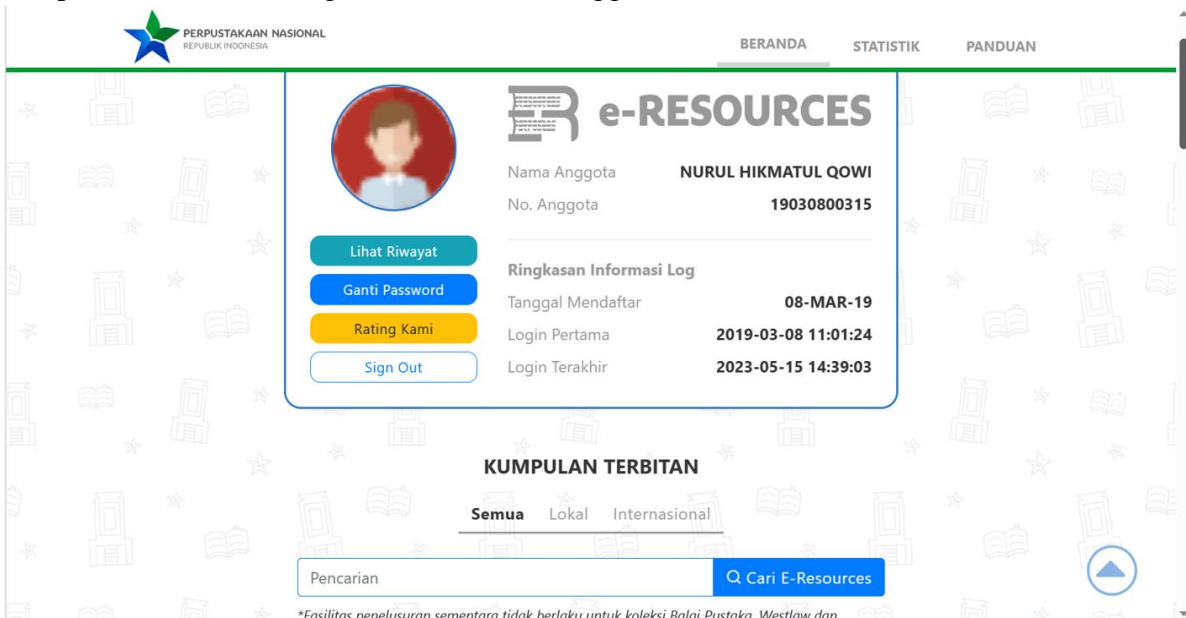 PERPUSTAKAAN NASIONAL
REPUBLIK INDONESIA
BERANDA STATISTIK PANDUAN
e-RESOURCES
Nama Anggota NURUL HIKMATUL QOWI
No. Anggota 19030800315
Lihat Riwayat
Ganti Password
Rating Kami
Sign Out
Ringkasan Informasi Log
Tanggal Mendaftar 08-MAR-19
Login Pertama 2019-03-08 11:01:24
Login Terakhir 2023-05-15 14:39:03
KUMPULAN TERBITAN
Semua Lokal Internasional
Pencarian Cari E-Resources
*Fasilitas penelusuran sementara tidak berlaku untuk koleksi Balai Pustaka, Westlaw dan